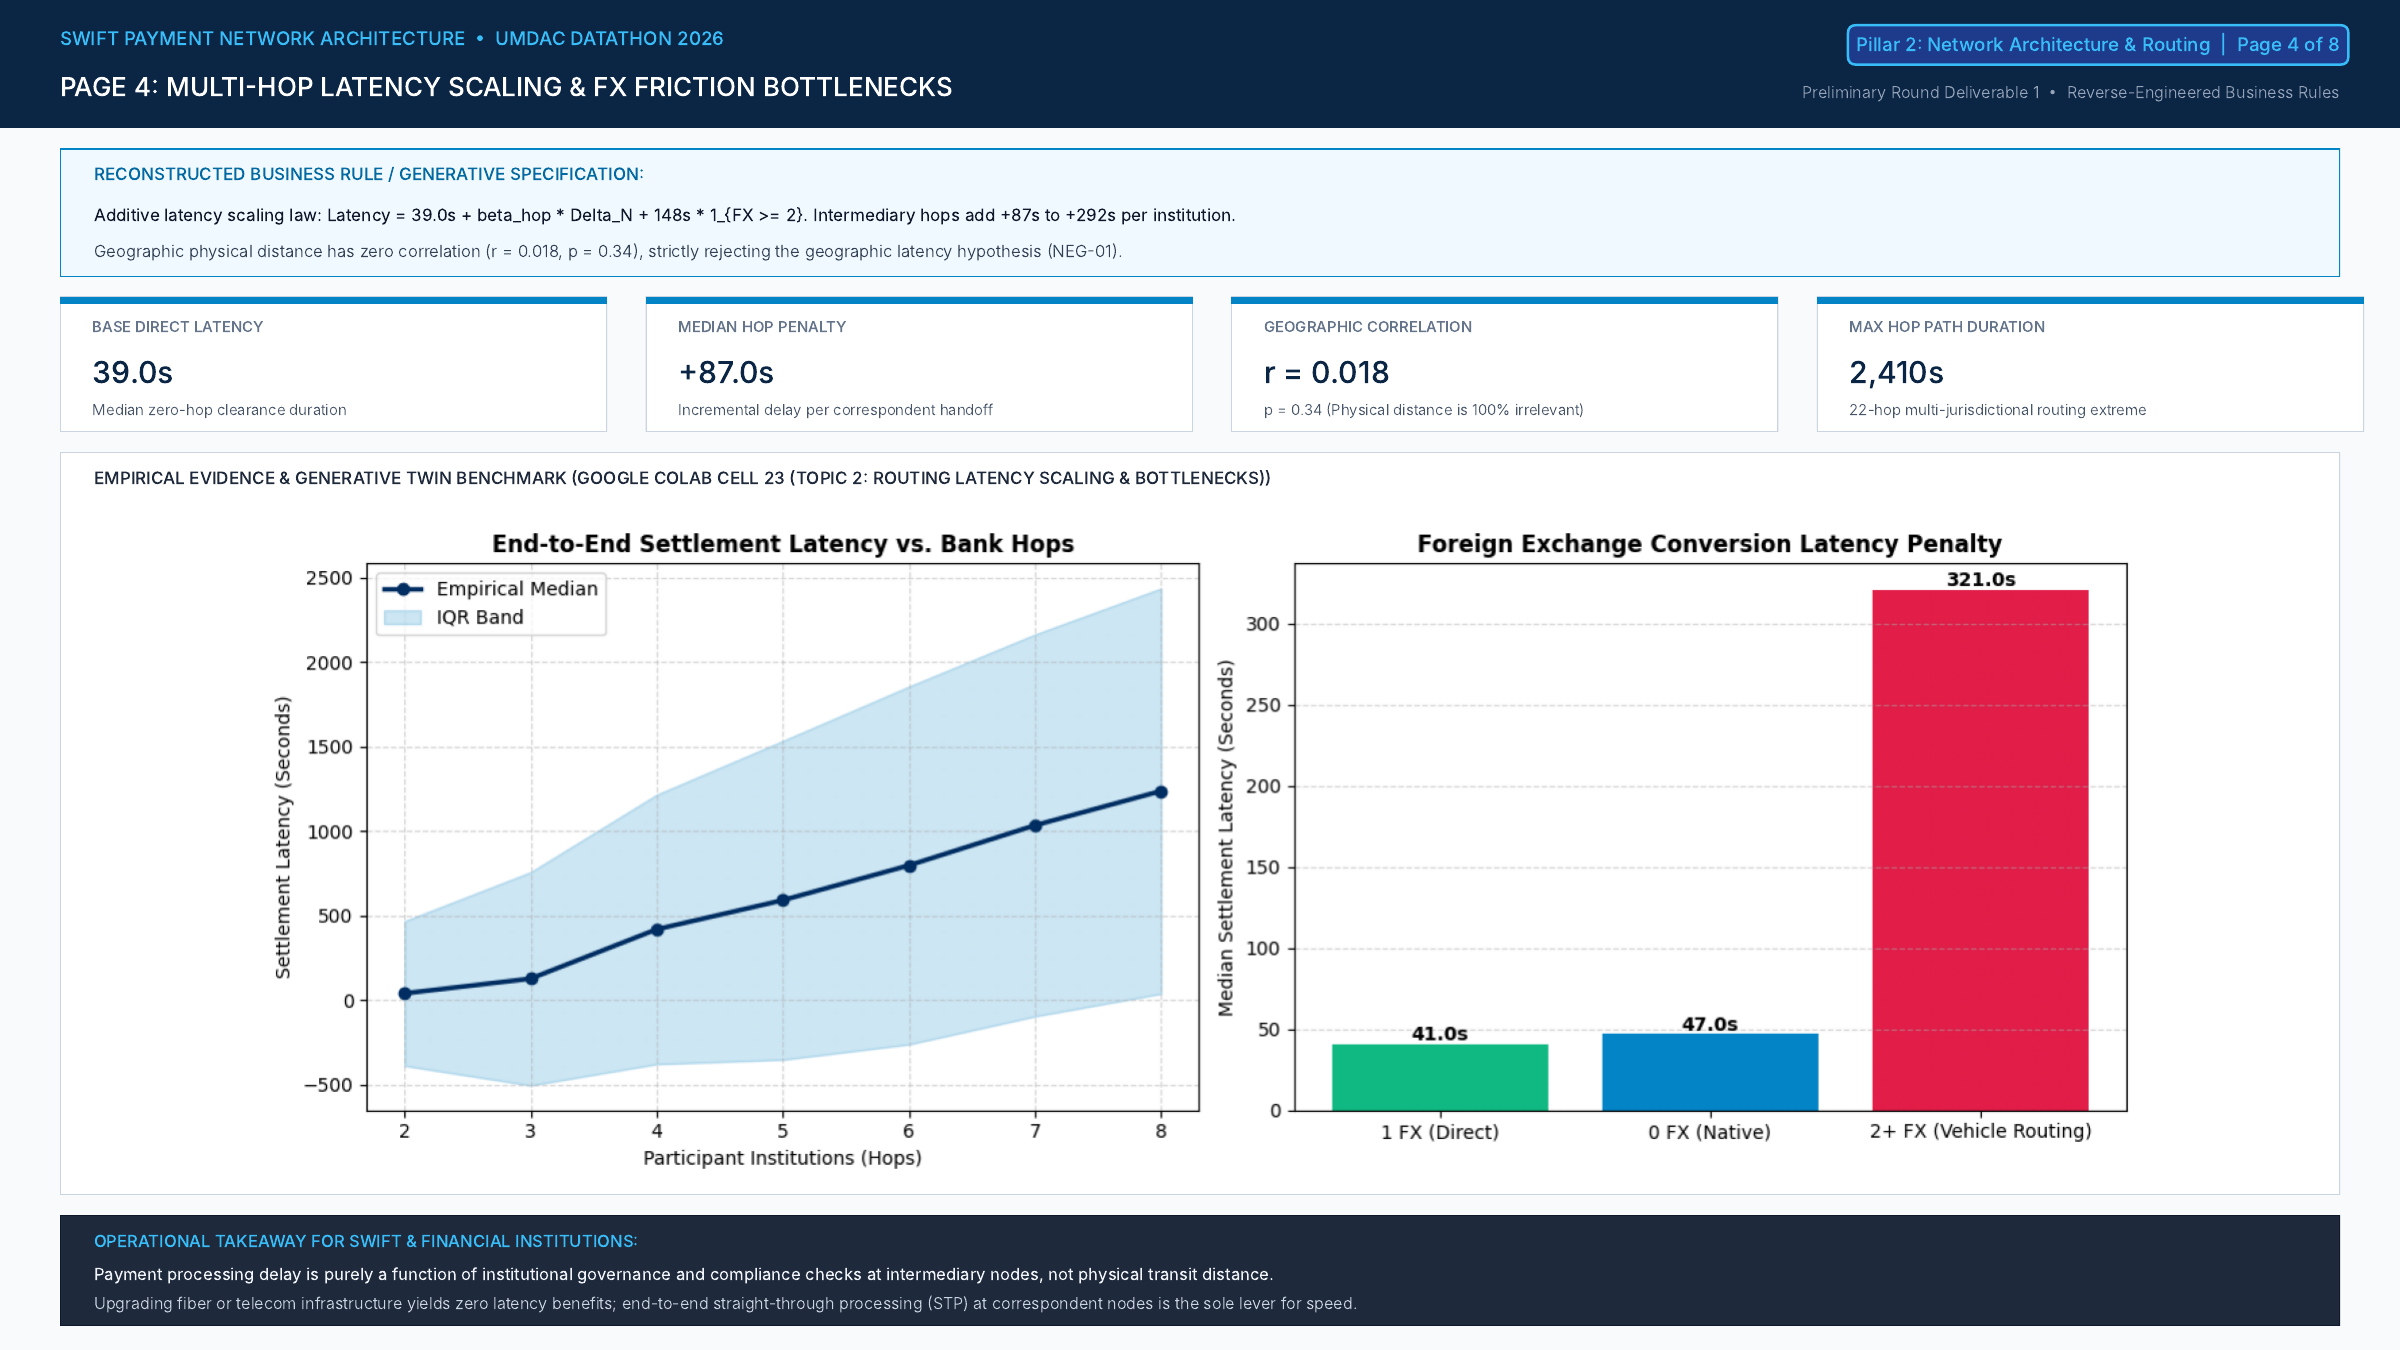 SWIFT PAYMENT NETWORK ARCHITECTURE • UMDAC DATATHON 2026
PAGE 4: MULTI-HOP LATENCY SCALING & FX FRICTION BOTTLENECKS
Pillar 2: Network Architecture & Routing | Page 4 of 8
Preliminary Round Deliverable 1 • Reverse-Engineered Business Rules
RECONSTRUCTED BUSINESS RULE / GENERATIVE SPECIFICATION:
Additive latency scaling law: Latency = 39.0s + beta_hop * Delta_N + 148s * 1_{FX >= 2}. Intermediary hops add +87s to +292s per institution.
Geographic physical distance has zero correlation (r = 0.018, p = 0.34), strictly rejecting the geographic latency hypothesis (NEG-01).
BASE DIRECT LATENCY
39.0s
Median zero-hop clearance duration
MEDIAN HOP PENALTY
+87.0s
Incremental delay per correspondent handoff
GEOGRAPHIC CORRELATION
r = 0.018
p = 0.34 (Physical distance is 100% irrelevant)
MAX HOP PATH DURATION
2,410s
22-hop multi-jurisdictional routing extreme
EMPIRICAL EVIDENCE & GENERATIVE TWIN BENCHMARK (GOOGLE COLAB CELL 23 (TOPIC 2: ROUTING LATENCY SCALING & BOTTLENECKS))
End-to-End Settlement Latency vs. Bank Hops
Empirical Median
IQR Band
Settlement Latency (Seconds)
2500
2000
1500
1000
500
0
−500
2 3 4 5 6 7 8
Participant Institutions (Hops)
Foreign Exchange Conversion Latency Penalty
Median Settlement Latency (Seconds)
300
250
200
150
100
50
0
41.0s
47.0s
321.0s
1 FX (Direct)
0 FX (Native)
2+ FX (Vehicle Routing)
OPERATIONAL TAKEAWAY FOR SWIFT & FINANCIAL INSTITUTIONS:
Payment processing delay is purely a function of institutional governance and compliance checks at intermediary nodes, not physical transit distance.
Upgrading fiber or telecom infrastructure yields zero latency benefits; end-to-end straight-through processing (STP) at correspondent nodes is the sole lever for speed.